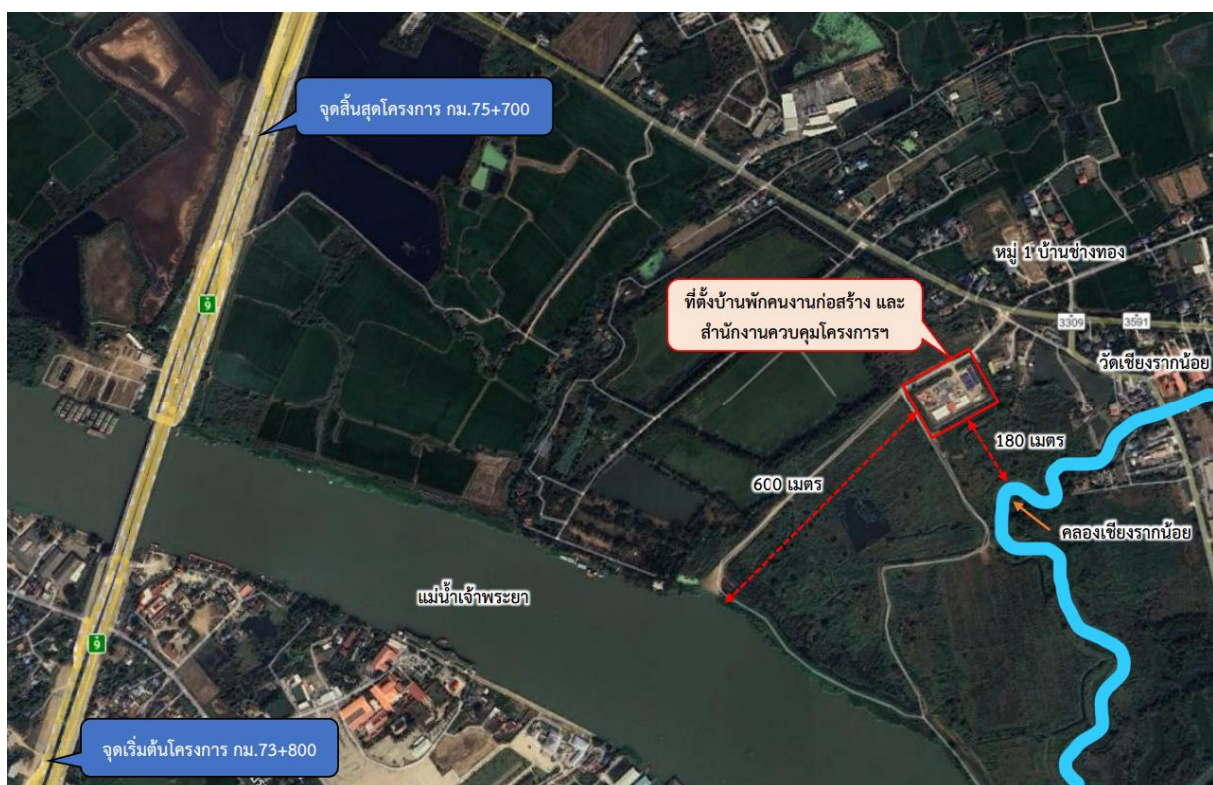 จุดสิ้นสุดโครงการ กม.75+700
9
หมู่ 1 บ้านช่างทอง
ที่ตั้งบ้านพักคนงานก่อสร้าง และ
สำนักงานควบคุมโครงการฯ
3309
3591
วัดเชียงรากน้อย
180 เมตร
600 เมตร
คลองเชียงรากน้อย
แม่น้ำเจ้าพระยา
9
จุดเริ่มต้นโครงการ กม.73+800